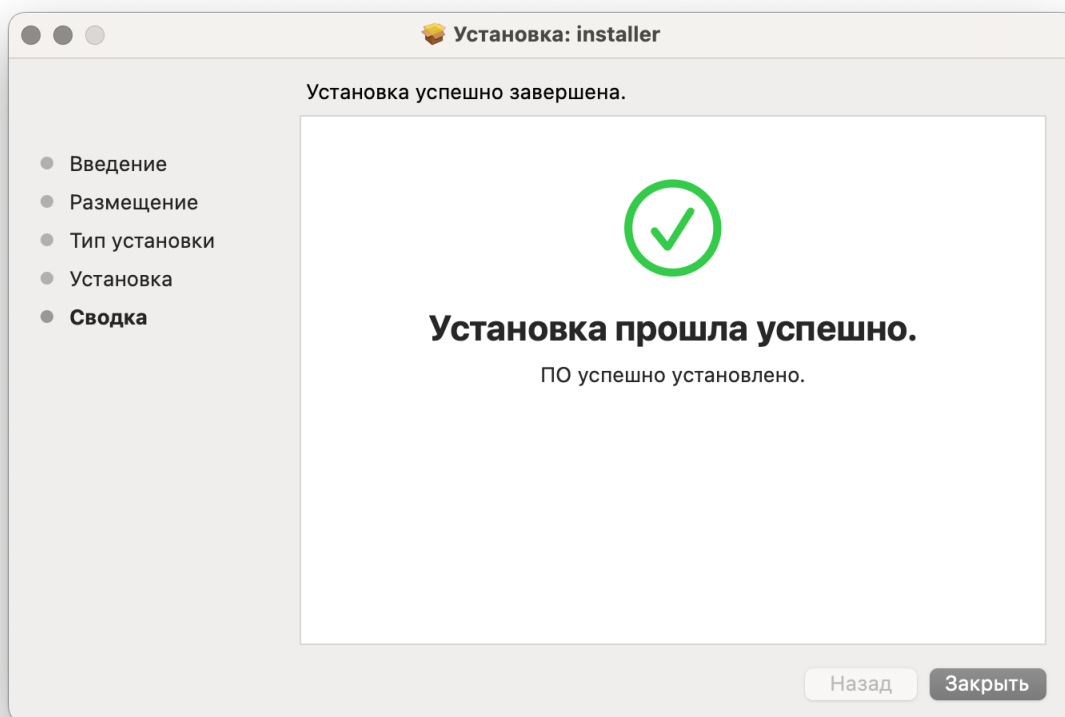 Установка: installer
Установка успешно завершена.
Введение
Размещение
Тип установки
Установка
Сводка
Установка прошла успешно.
ПО успешно установлено.
Назад
Закрыть